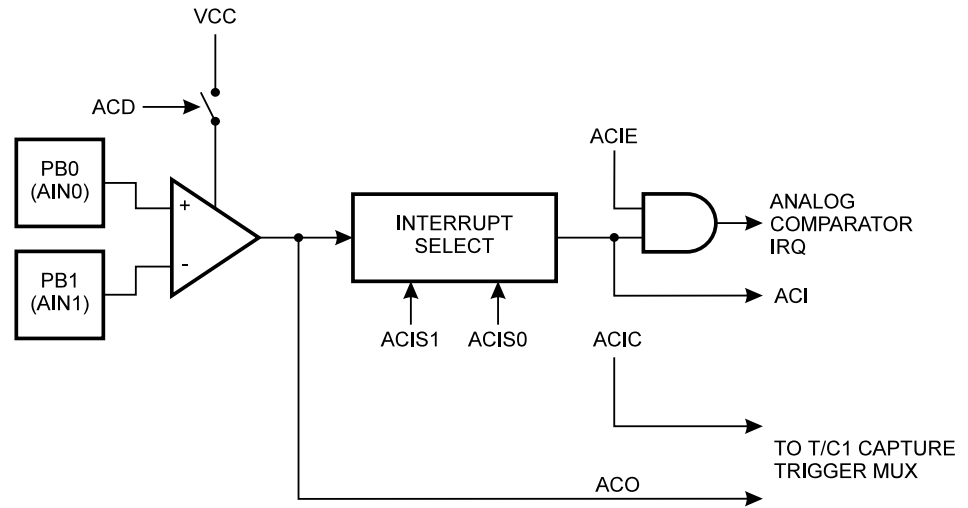 VCC
ACD
PB0
(AIN0)
+
PB1
(AIN1)
-
INTERRUPT
SELECT
ACIS1
ACIS0
ACIE
ANALOG
COMPARATOR
IRQ
ACI
ACIC
TO T/C1 CAPTURE
TRIGGER MUX
ACO